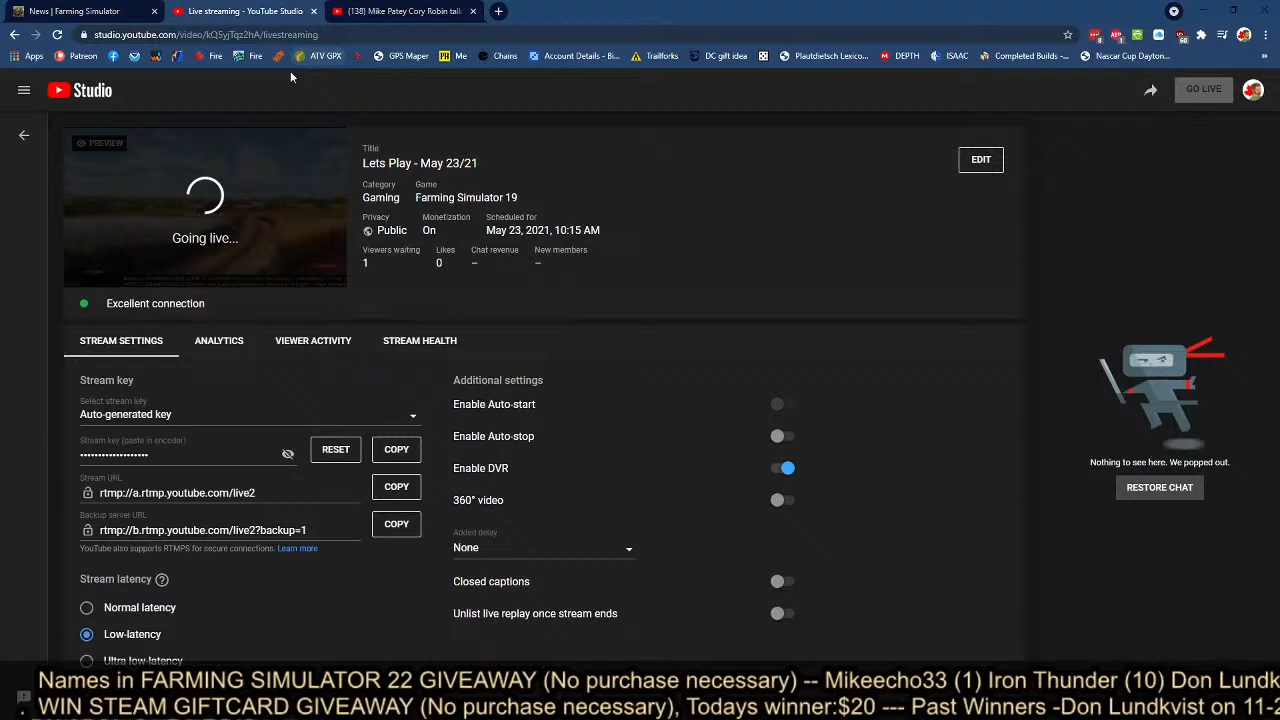 News | Farming Simulator
Live streaming - YouTube Studio
(138) Mike Patey Cory Robin talk
studio.youtube.com/video/kQ5yjTqz2hA/livestreaming
Apps
Patreon
Fire
Fire
ATV GPX
GPS Maper
Me
Chains
Account Details - Bi...
Trailforks
DC gift idea
Plautdietsch Lexico...
DEPTH
ISAAC
Completed Builds -...
Nascar Cup Dayton...
Studio
GO LIVE
PREVIEW
Going live...
Title
Lets Play - May 23/21
EDIT
Category Game
Gaming Farming Simulator 19
Privacy Monetization Scheduled for
Public On May 23, 2021, 10:15 AM
Viewers waiting Likes Chat revenue New members
1 0 – –
Excellent connection
STREAM SETTINGS ANALYTICS VIEWER ACTIVITY STREAM HEALTH
Stream key
Select stream key
Auto-generated key
Stream key (paste in encoder)
••••••••••••••••••• RESET COPY
Stream URL
rtmp://a.rtmp.youtube.com/live2 COPY
Backup server URL
rtmp://b.rtmp.youtube.com/live2?backup=1 COPY
YouTube also supports RTMPS for secure connections. Learn more
Stream latency
Normal latency
Low-latency
Ultra low-latency
Additional settings
Enable Auto-start
Enable Auto-stop
Enable DVR
360° video
Added delay
None
Closed captions
Unlist live replay once stream ends
Nothing to see here. We popped out.
RESTORE CHAT
Names in FARMING SIMULATOR 22 GIVEAWAY (No purchase necessary) -- Mikeecho33 (1) Iron Thunder (10) Don Lundk
WIN STEAM GIFTCARD GIVEAWAY (No purchase necessary), Todays winner:$20 --- Past Winners -Don Lundkvist on 11-2